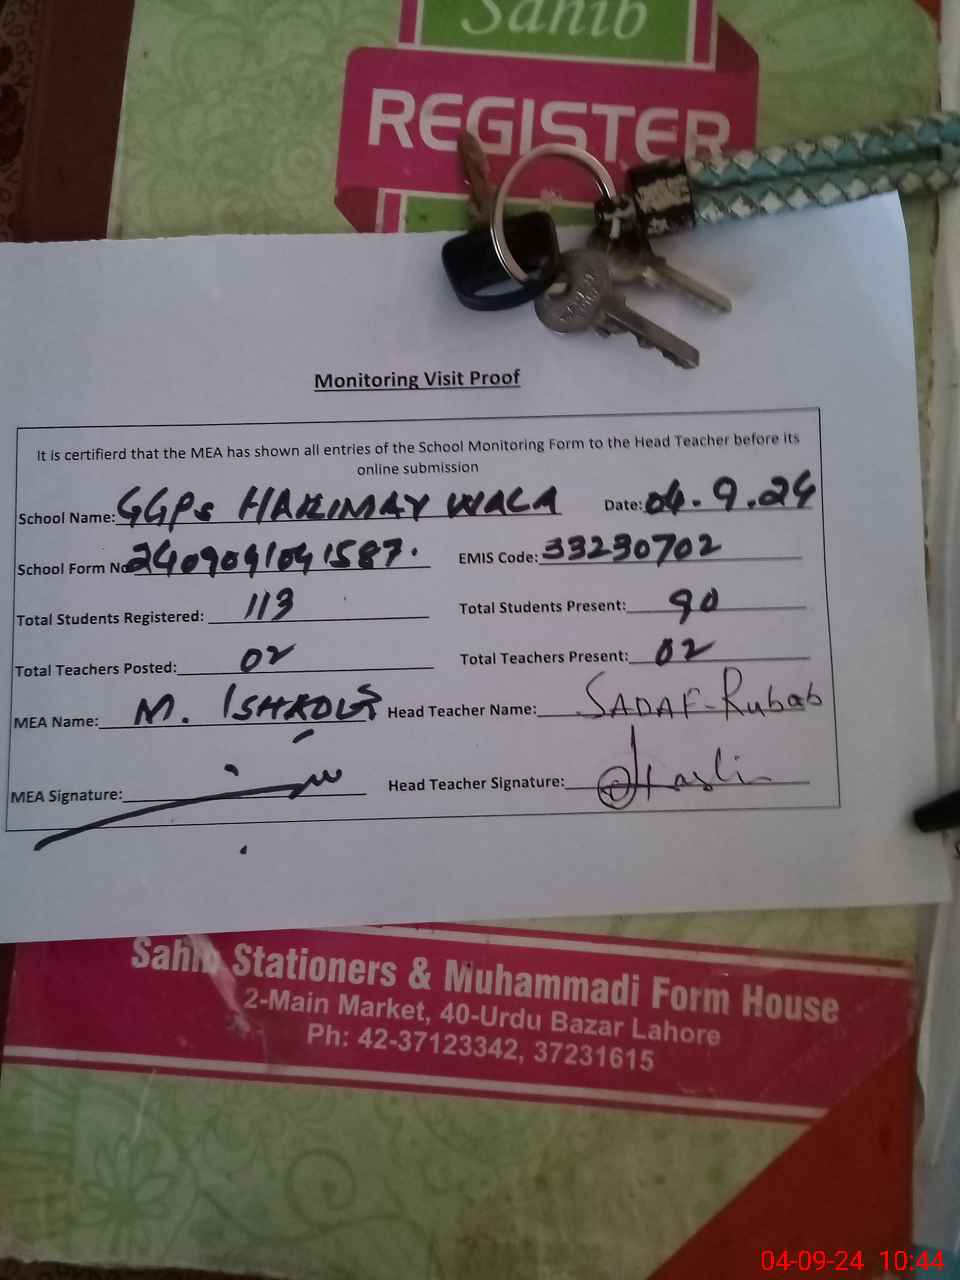 Sahib
REGISTER
Monitoring Visit Proof
It is certifierd that the MEA has shown all entries of the School Monitoring Form to the Head Teacher before its
online submission
School Name: GGPS HAKIMAY WALA Date: 04.9.24
School Form No 2409041041587. EMIS Code: 33230702
Total Students Registered: 113 Total Students Present: 90
Total Teachers Posted: 02 Total Teachers Present: 02
MEA Name: M. Head Teacher Name: SADAF-Rubab
MEA Signature: Head Teacher Signature:
Sahib Stationers & Muhammadi Form House
2-Main Market, 40-Urdu Bazar Lahore
Ph: 42-37123342, 37231615
04-09-24 10:44